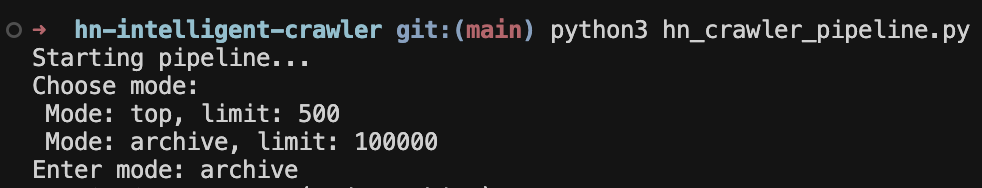 → hn-intelligent-crawler git:(main) python3 hn_crawler_pipeline.py
Starting pipeline...
Choose mode:
Mode: top, limit: 500
Mode: archive, limit: 100000
Enter mode: archive